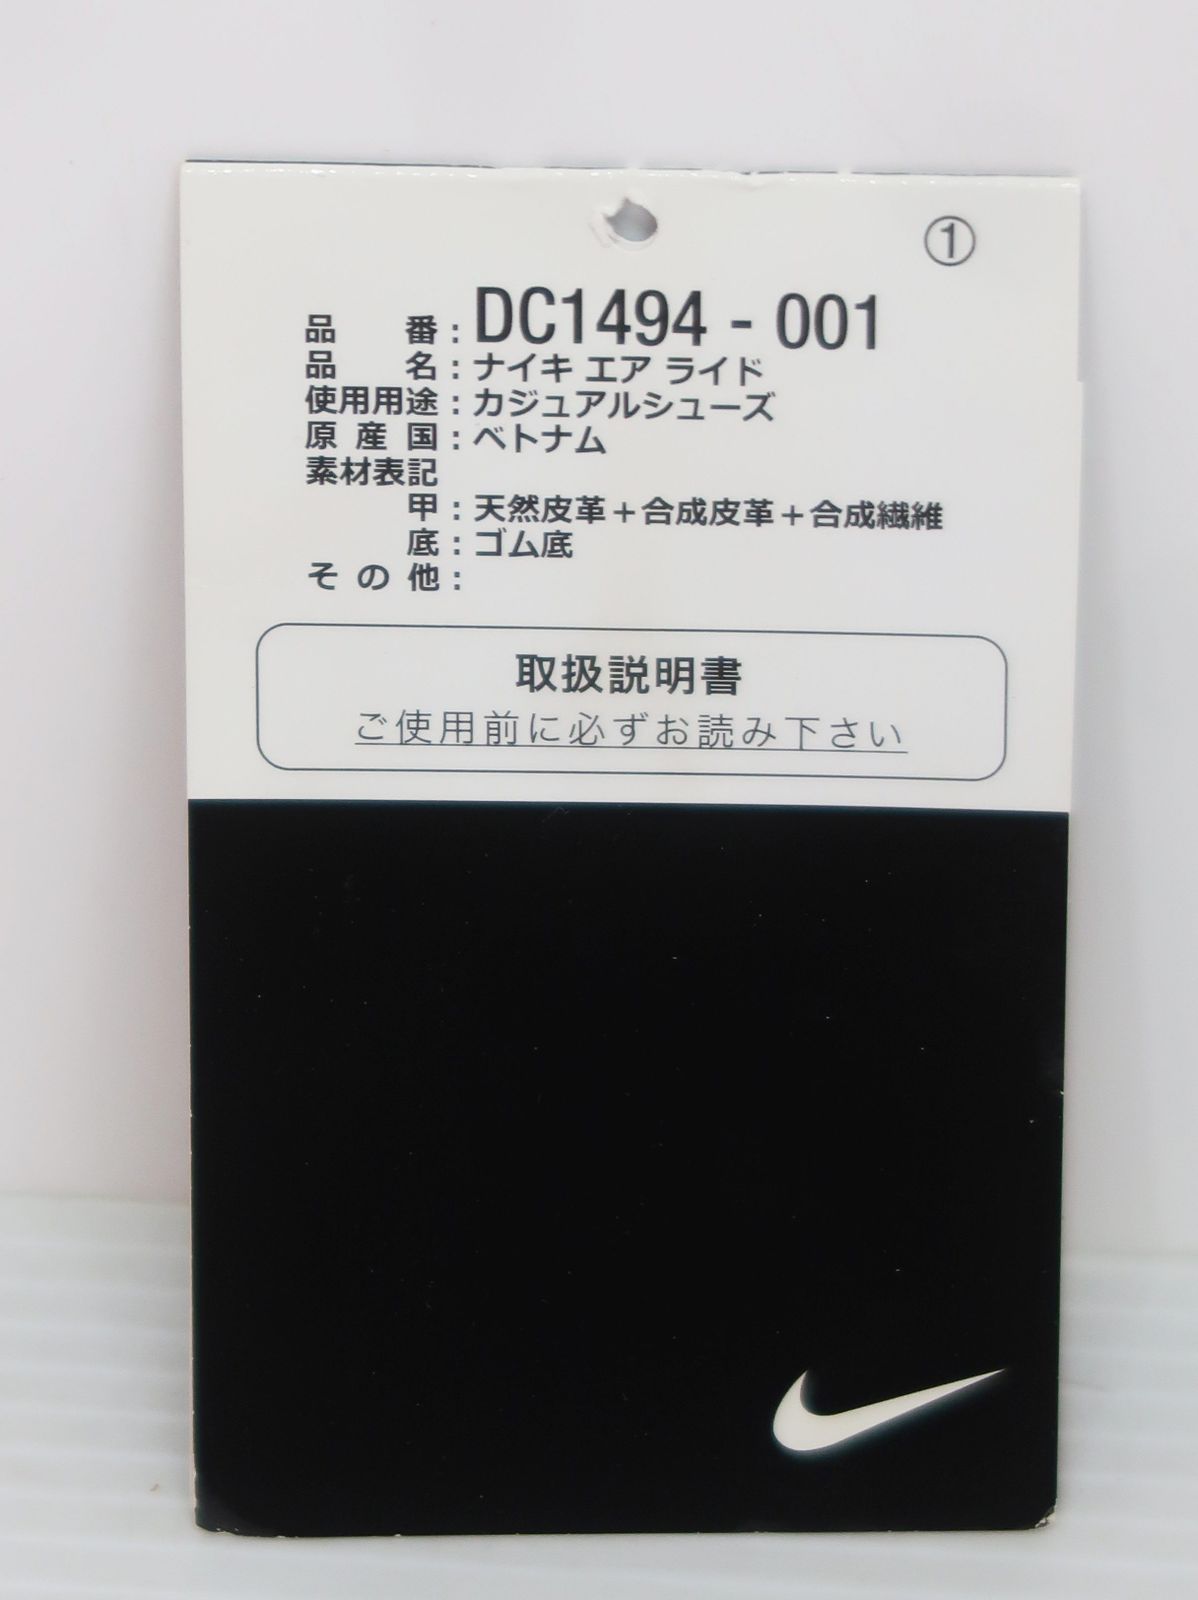 ①
品番：DC1494 - 001
品名：ナイキ エア ライド
使用用途：カジュアルシューズ
原産国：ベトナム
素材表記
甲：天然皮革＋合成皮革＋合成繊維
底：ゴム底
その他：
取扱説明書
ご使用前に必ずお読み下さい